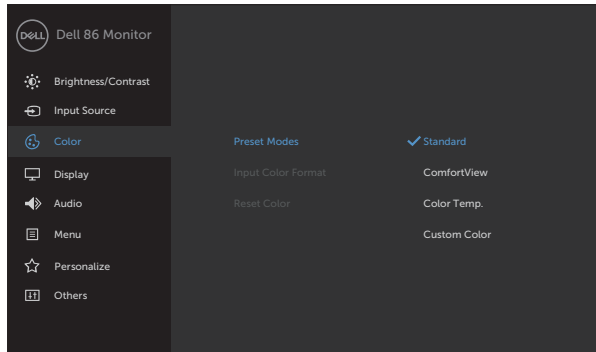 DELL Dell 86 Monitor
Brightness/Contrast
Input Source
Color
Preset Modes
Standard
Display
Input Color Format
ComfortView
Audio
Reset Color
Color Temp.
Menu
Custom Color
Personalize
Others